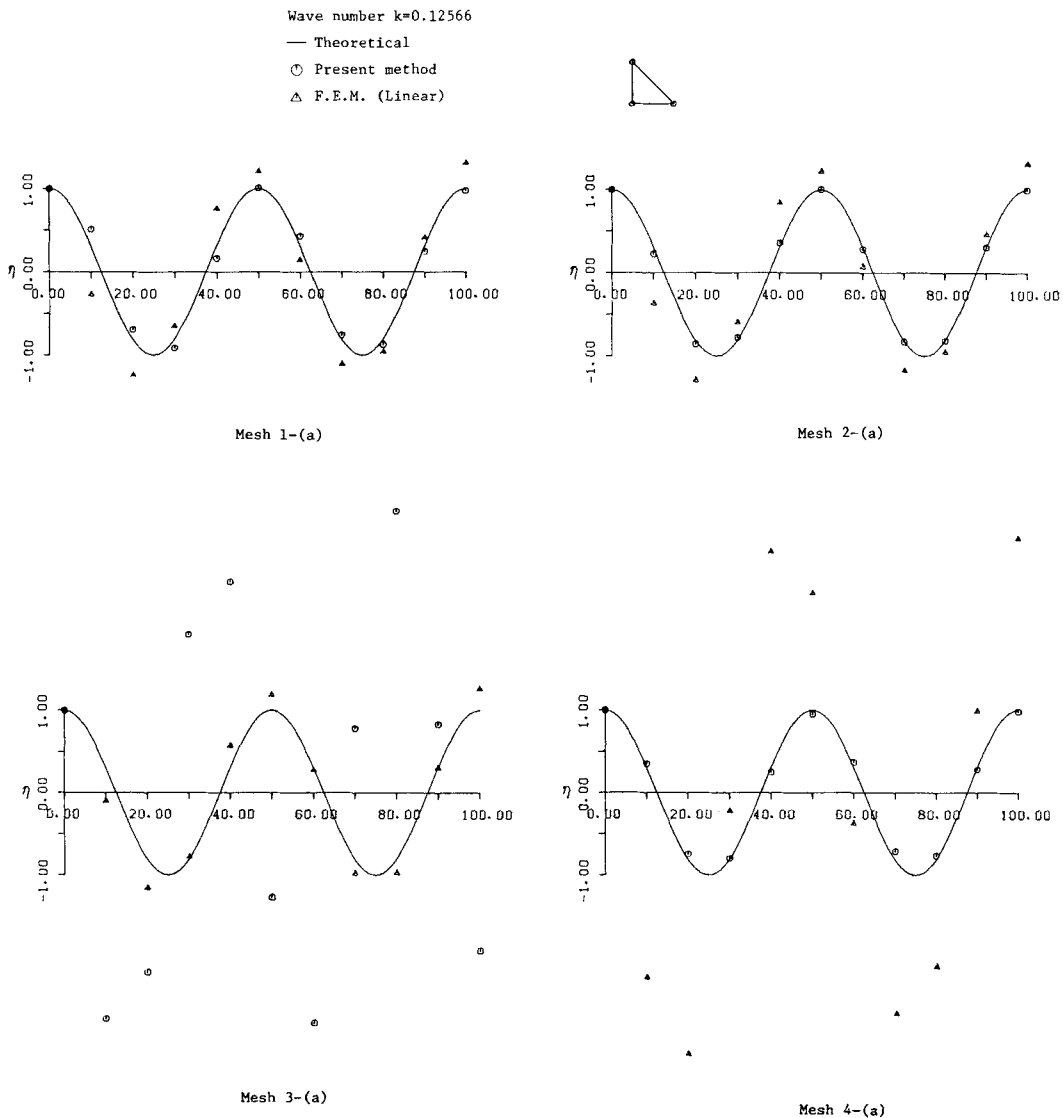 Wave number k=0.12566
— Theoretical
Present method
F.E.M. (Linear)
1.00
η 0.00
-1.00
0.00 20.00 40.00 60.00 80.00 100.00
Mesh 1-(a)
1.00
η 0.00
-1.00
0.00 20.00 40.00 60.00 80.00 100.00
Mesh 2-(a)
1.00
η 0.00
-1.00
0.00 20.00 40.00 60.00 80.00 100.00
Mesh 3-(a)
1.00
η 0.00
-1.00
0.00 20.00 40.00 60.00 80.00 100.00
Mesh 4-(a)